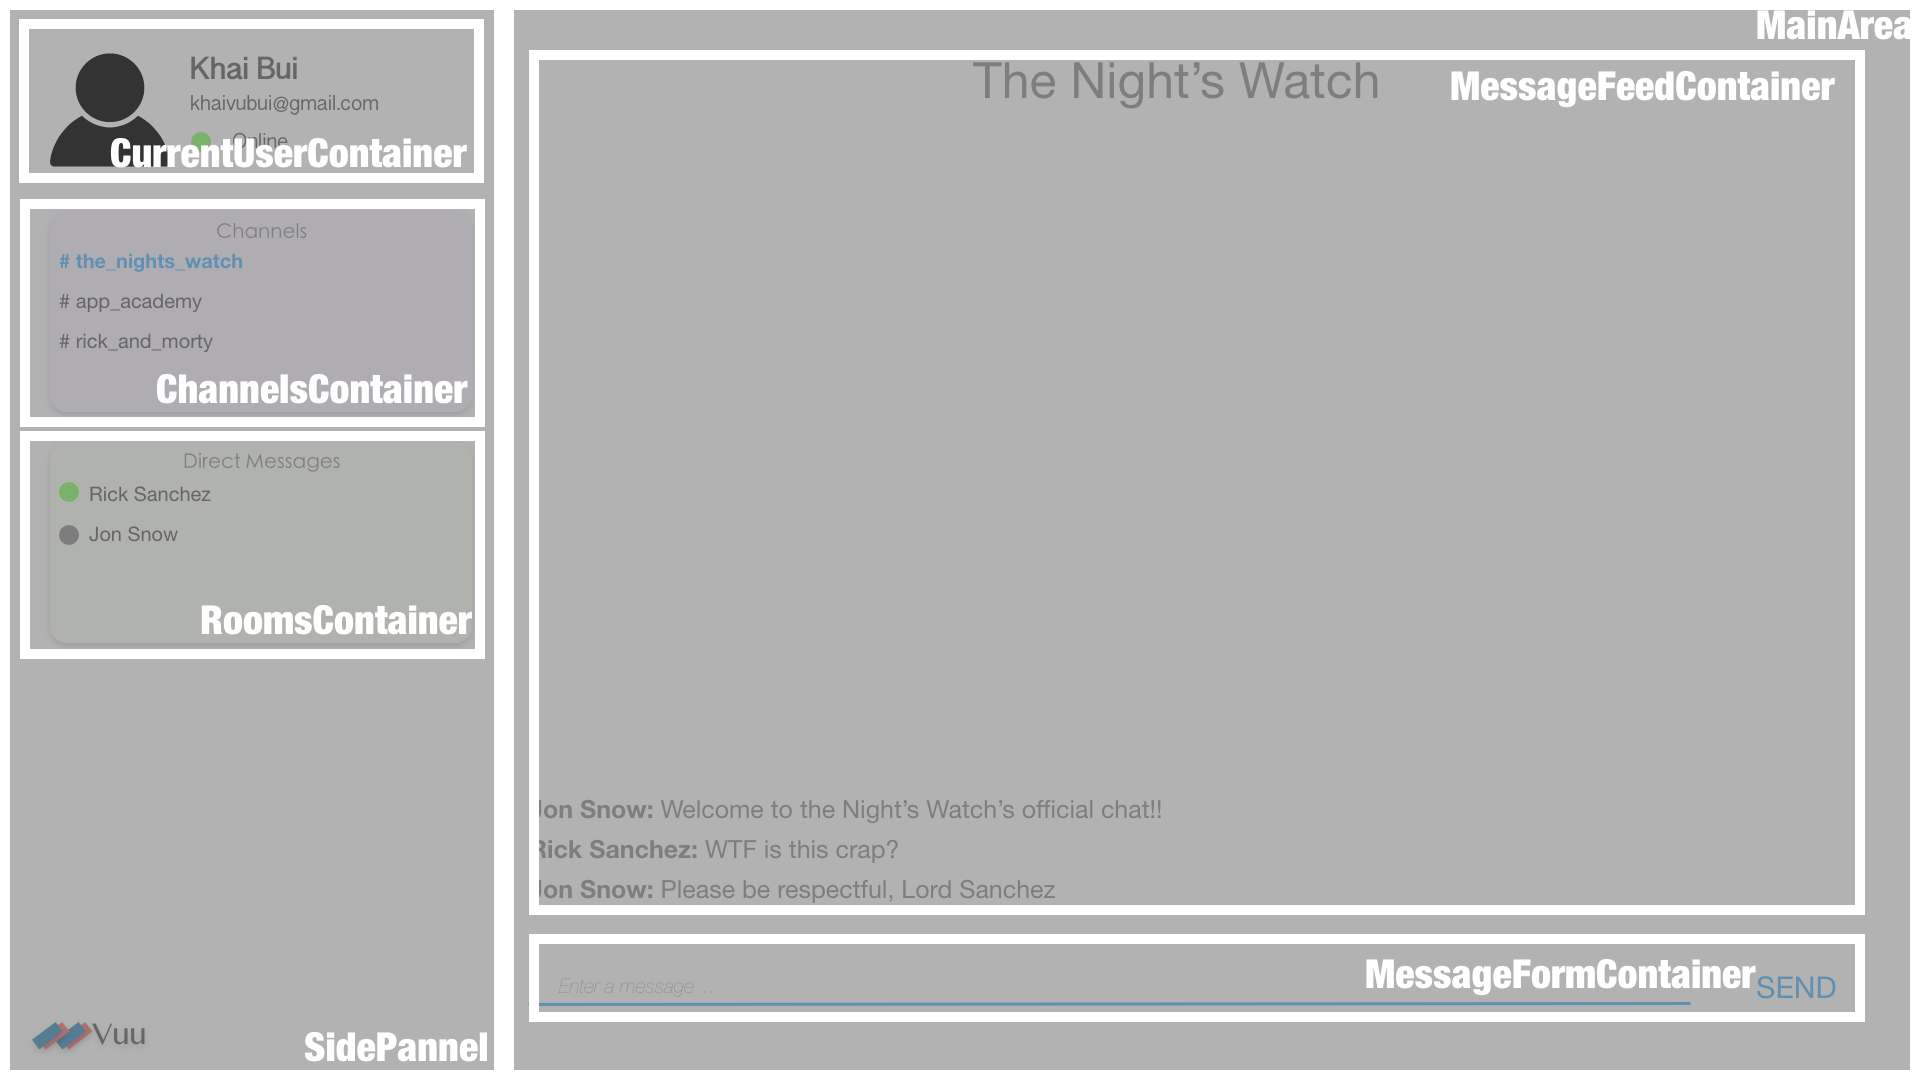 Khai Bui
khaivubui@gmail.com
Online
CurrentUserContainer
Channels
# the_nights_watch
# app_academy
# rick_and_morty
ChannelsContainer
Direct Messages
Rick Sanchez
Jon Snow
RoomsContainer
Vuu
SidePannel
MainArea
The Night’s Watch
MessageFeedContainer
Jon Snow: Welcome to the Night’s Watch’s official chat!!
Rick Sanchez: WTF is this crap?
Jon Snow: Please be respectful, Lord Sanchez
Enter a message…
MessageFormContainer
SEND